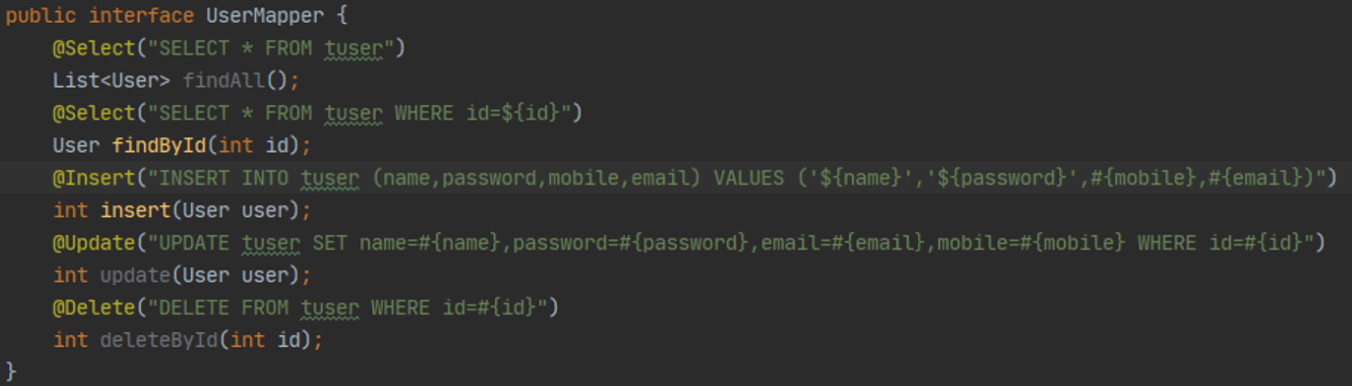 public interface UserMapper {
@Select("SELECT * FROM tuser")
List<User> findAll();
@Select("SELECT * FROM tuser WHERE id=${id}")
User findById(int id);
@Insert("INSERT INTO tuser (name,password,mobile,email) VALUES ('${name}','${password}',#{mobile},#{email})")
int insert(User user);
@Update("UPDATE tuser SET name=#{name},password=#{password},email=#{email},mobile=#{mobile} WHERE id=#{id}")
int update(User user);
@Delete("DELETE FROM tuser WHERE id=#{id}")
int deleteById(int id);
}